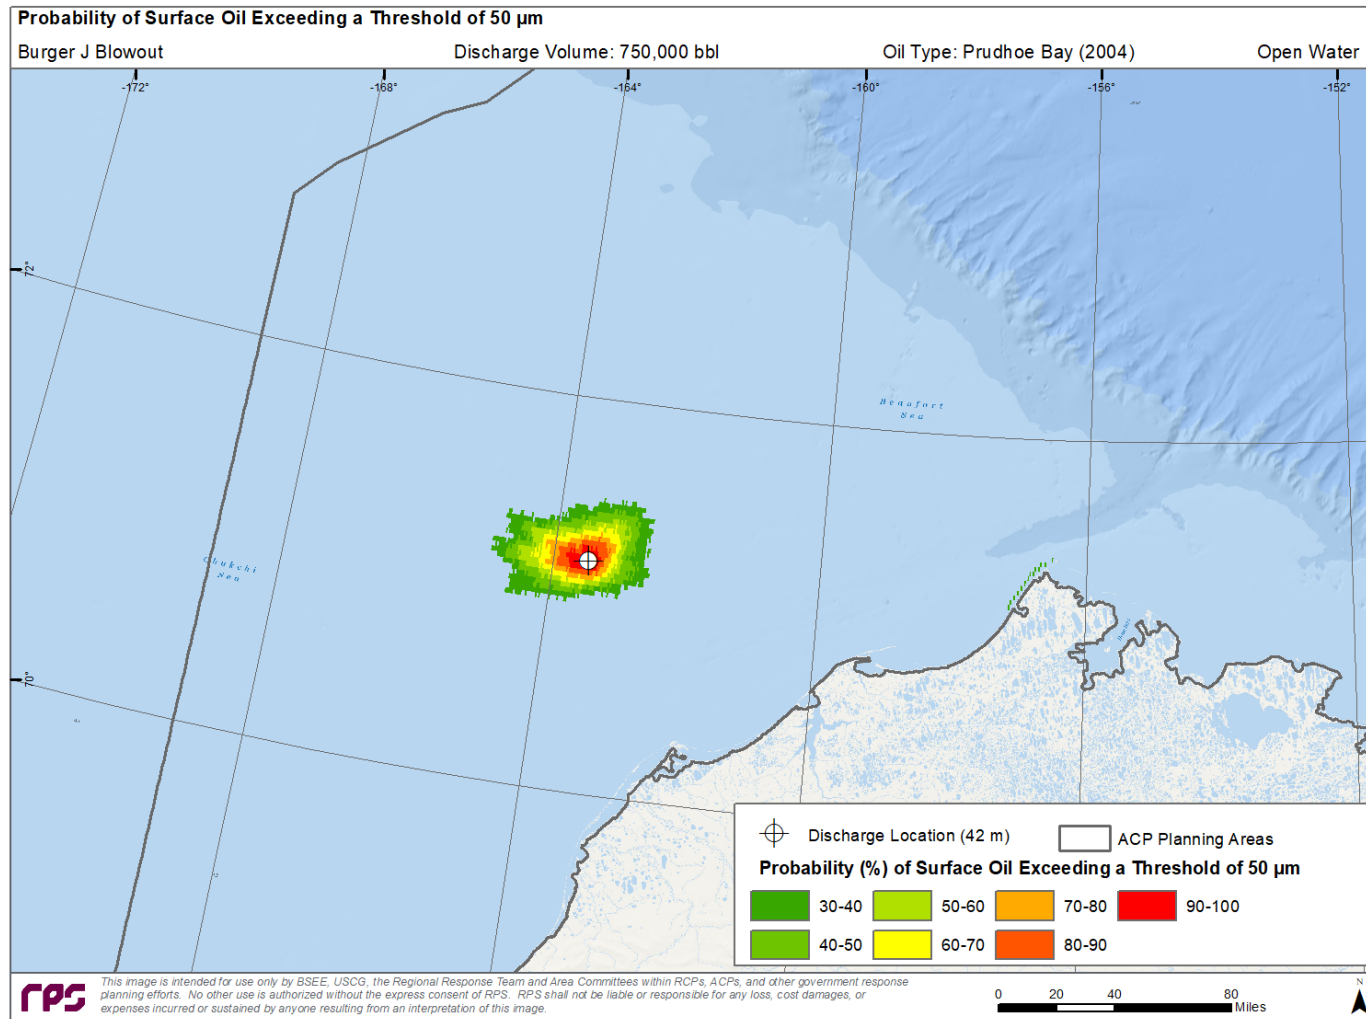 Probability of Surface Oil Exceeding a Threshold of 50 µm
Burger J Blowout Discharge Volume: 750,000 bbl Oil Type: Prudhoe Bay (2004) Open Water
-172° -168° -164° -160° -156° -152°
72°
Beaufort
Sea
Chukchi
Sea
70°
Discharge Location (42 m) ACP Planning Areas
Probability (%) of Surface Oil Exceeding a Threshold of 50 µm
30-40 50-60 70-80 90-100
40-50 60-70 80-90
rps
This image is intended for use only by BSEE, USCG, the Regional Response Team and Area Committees within RCPs, ACPs, and other government response
planning efforts. No other use is authorized without the express consent of RPS. RPS shall not be liable or responsible for any loss, cost damages, or
expenses incurred or sustained by anyone resulting from an interpretation of this image.
0 20 40 80
Miles
N